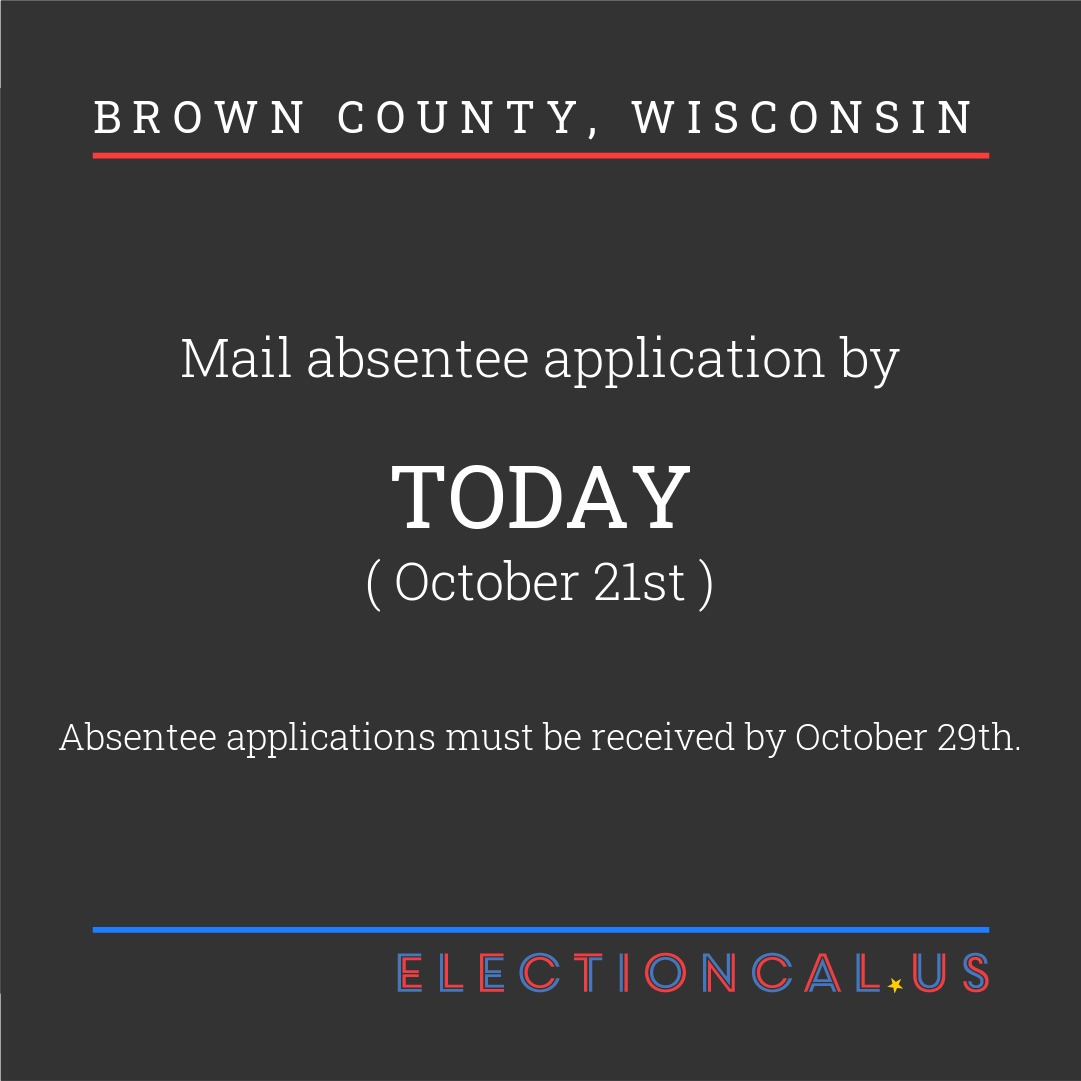 BROWN COUNTY, WISCONSIN
Mail absentee application by
TODAY
( October 21st )
Absentee applications must be received by October 29th.
ELECTIONCAL.US